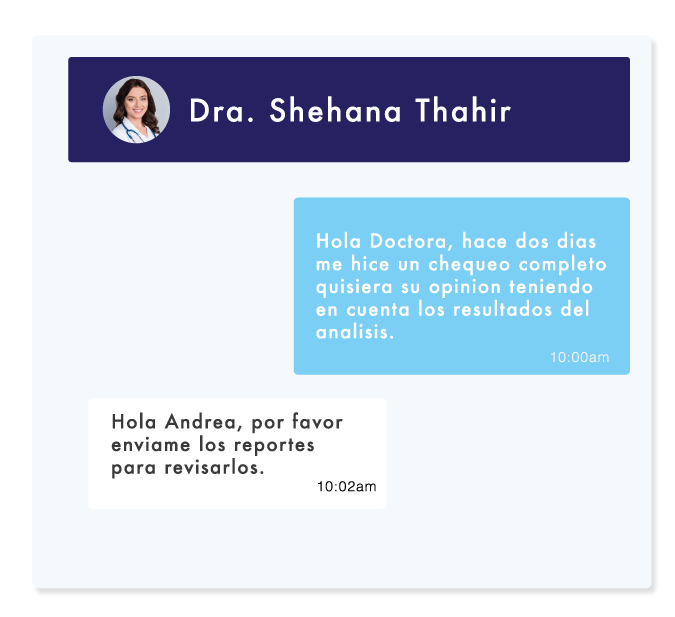 Dra. Shehana Thahir
Hola Doctora, hace dos dias
me hice un chequeo completo
quisiera su opinion teniendo
en cuenta los resultados del
analisis.
10:00am
Hola Andrea, por favor
enviame los reportes
para revisarlos.
10:02am